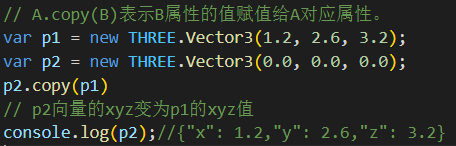 // A.copy(B)表示B属性的值赋值给A对应属性。
var p1 = new THREE.Vector3(1.2, 2.6, 3.2);
var p2 = new THREE.Vector3(0.0, 0.0, 0.0);
p2.copy(p1)
// p2向量的xyz变为p1的xyz值
console.log(p2);//{"x": 1.2,"y": 2.6,"z": 3.2}